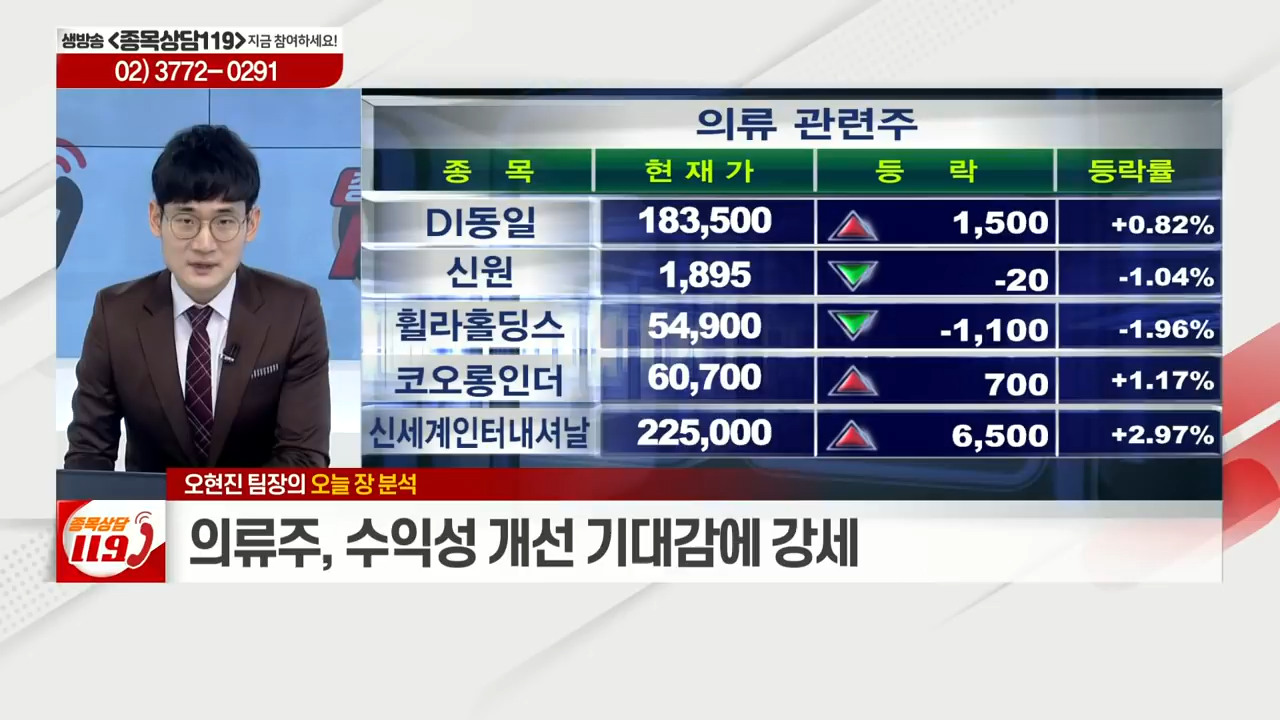 생방송 <종목상담119> 지금 참여하세요!
02) 3772-0291
의류 관련주
종 목 현재가 등 락 등락률
DI동일 183,500 1,500 +0.82%
신원 1,895 -20 -1.04%
휠라홀딩스 54,900 -1,100 -1.96%
코오롱인더 60,700 700 +1.17%
신세계인터내셔날 225,000 6,500 +2.97%
오현진 팀장의 오늘 장 분석
종목상담
119
의류주, 수익성 개선 기대감에 강세